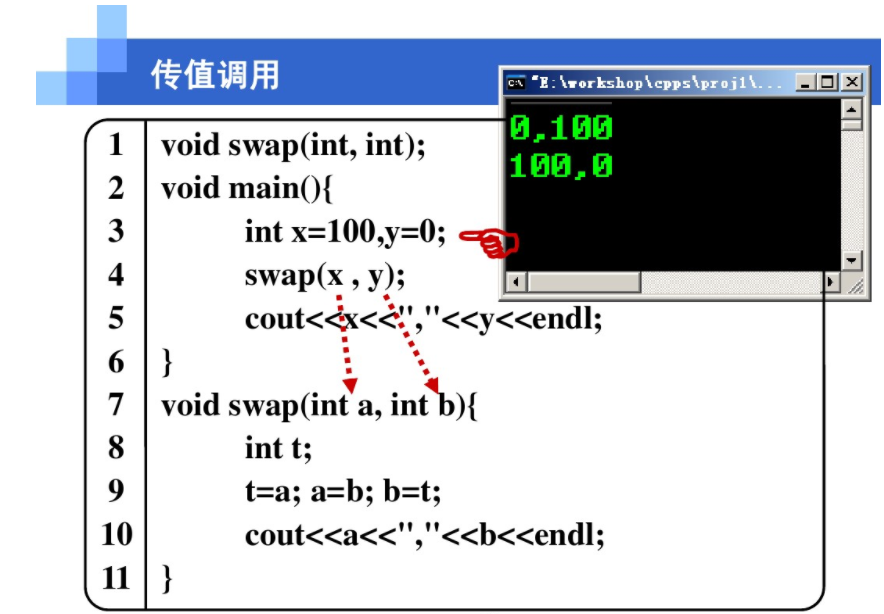 传值调用
"E:\workshop\cpps\proj1\...
0,100
100,0
1 void swap(int, int);
2 void main(){
3 int x=100,y=0;
4 swap(x , y);
5 cout<<x<<","<<y<<endl;
6 }
7 void swap(int a, int b){
8 int t;
9 t=a; a=b; b=t;
10 cout<<a<<","<<b<<endl;
11 }